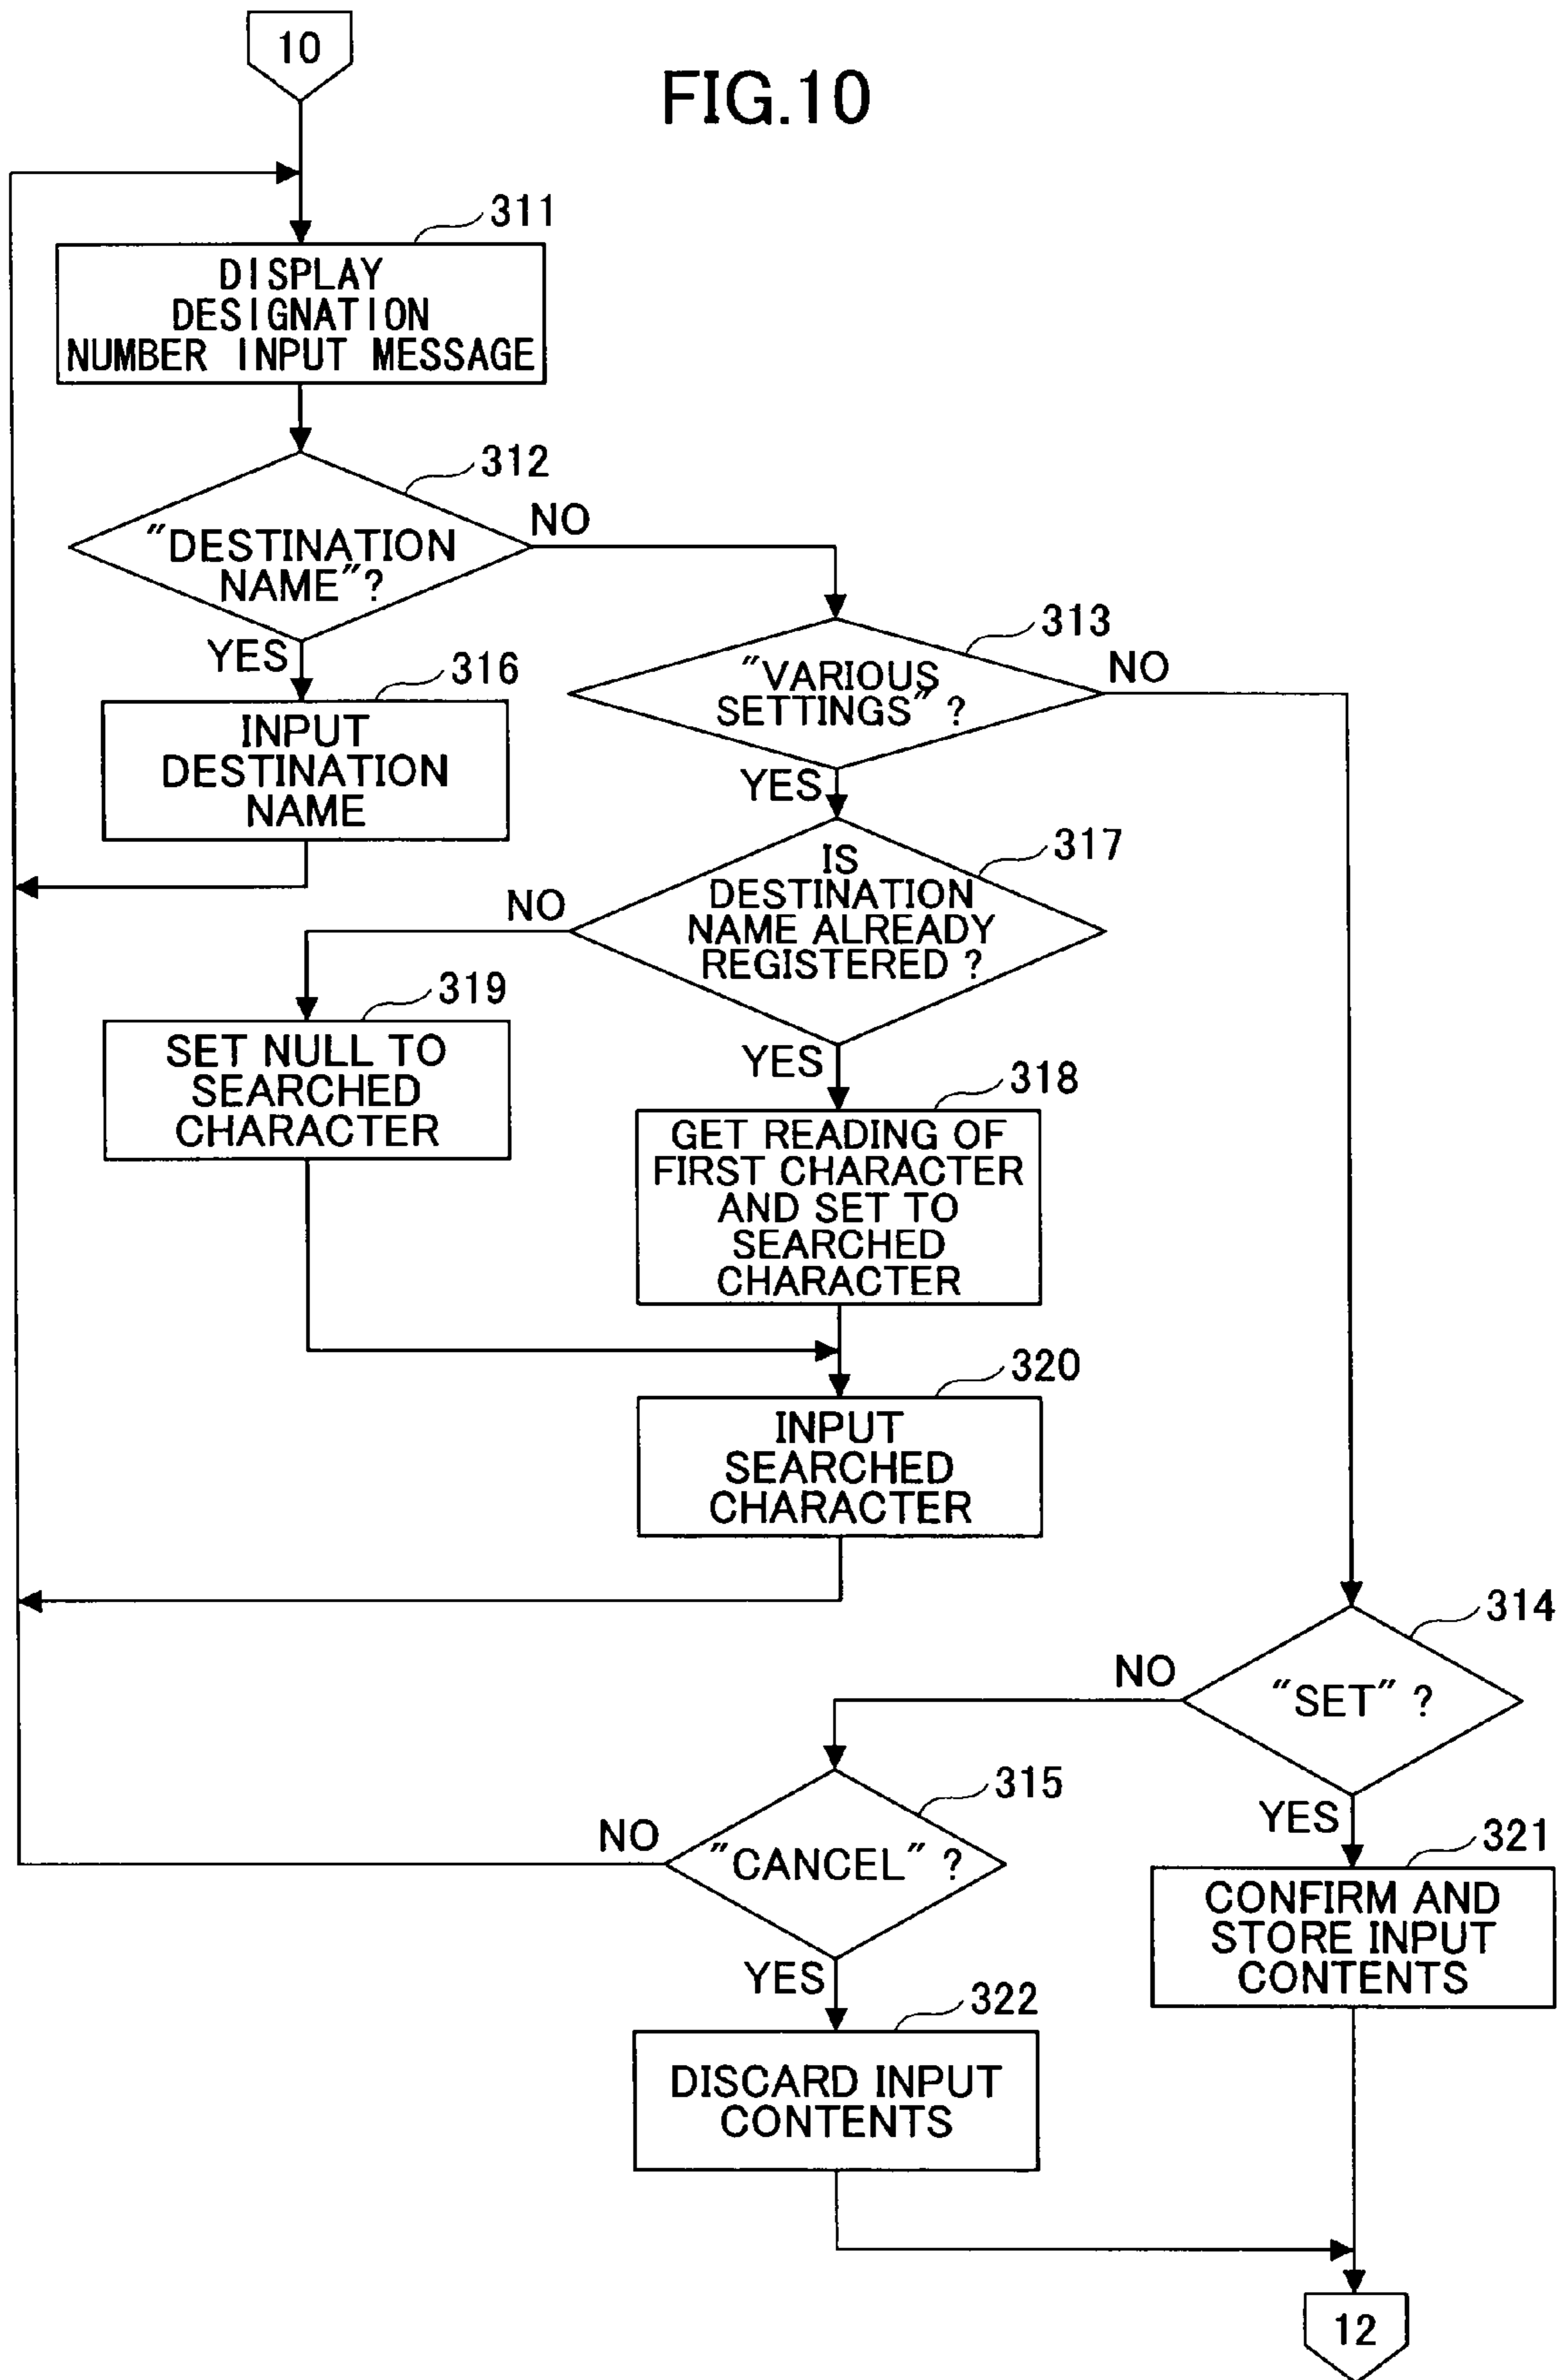 10
FIG.10
311
DISPLAY
DESIGNATION
NUMBER INPUT MESSAGE
312
"DESTINATION
NAME"?
NO
YES
313
"VARIOUS
SETTINGS" ?
NO
YES
316
INPUT
DESTINATION
NAME
317
IS
DESTINATION
NAME ALREADY
REGISTERED ?
NO
YES
319
SET NULL TO
SEARCHED
CHARACTER
318
GET READING OF
FIRST CHARACTER
AND SET TO
SEARCHED
CHARACTER
320
INPUT
SEARCHED
CHARACTER
314
"SET" ?
NO
YES
315
"CANCEL" ?
NO
YES
321
CONFIRM AND
STORE INPUT
CONTENTS
322
DISCARD INPUT
CONTENTS
12